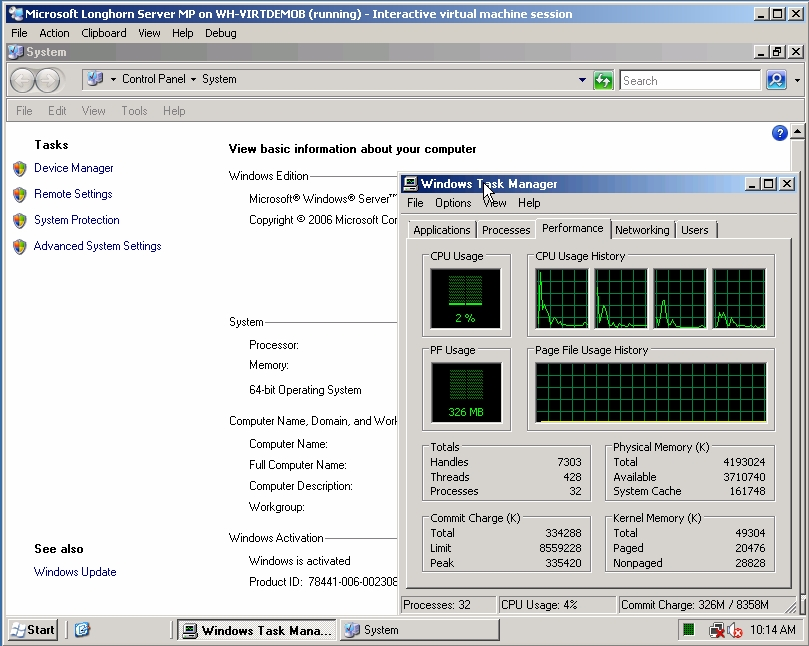 Microsoft Longhorn Server MP on WH-VIRTDEMOB (running) - Interactive virtual machine session
File Action Clipboard View Help Debug
System
Control Panel System
Search
File Edit View Tools Help
Tasks
Device Manager
Remote Settings
System Protection
Advanced System Settings
See also
Windows Update
View basic information about your computer
Windows Edition
Microsoft® Windows® Server™
Copyright © 2006 Microsoft Cor
System
Processor:
Memory:
64-bit Operating System
Computer Name, Domain, and Work
Computer Name:
Full Computer Name:
Computer Description:
Workgroup:
Windows Activation
Windows is activated
Product ID: 78441-006-002308
Windows Task Manager
File Options View Help
Applications Processes Performance Networking Users
CPU Usage CPU Usage History
2 %
PF Usage Page File Usage History
326 MB
Totals
Handles 7303
Threads 428
Processes 32
Physical Memory (K)
Total 4193024
Available 3710740
System Cache 161748
Commit Charge (K)
Total 334288
Limit 8559228
Peak 335420
Kernel Memory (K)
Total 49304
Paged 20476
Nonpaged 28828
Processes: 32 CPU Usage: 4% Commit Charge: 326M / 8358M
Start Windows Task Mana... System 10:14 AM